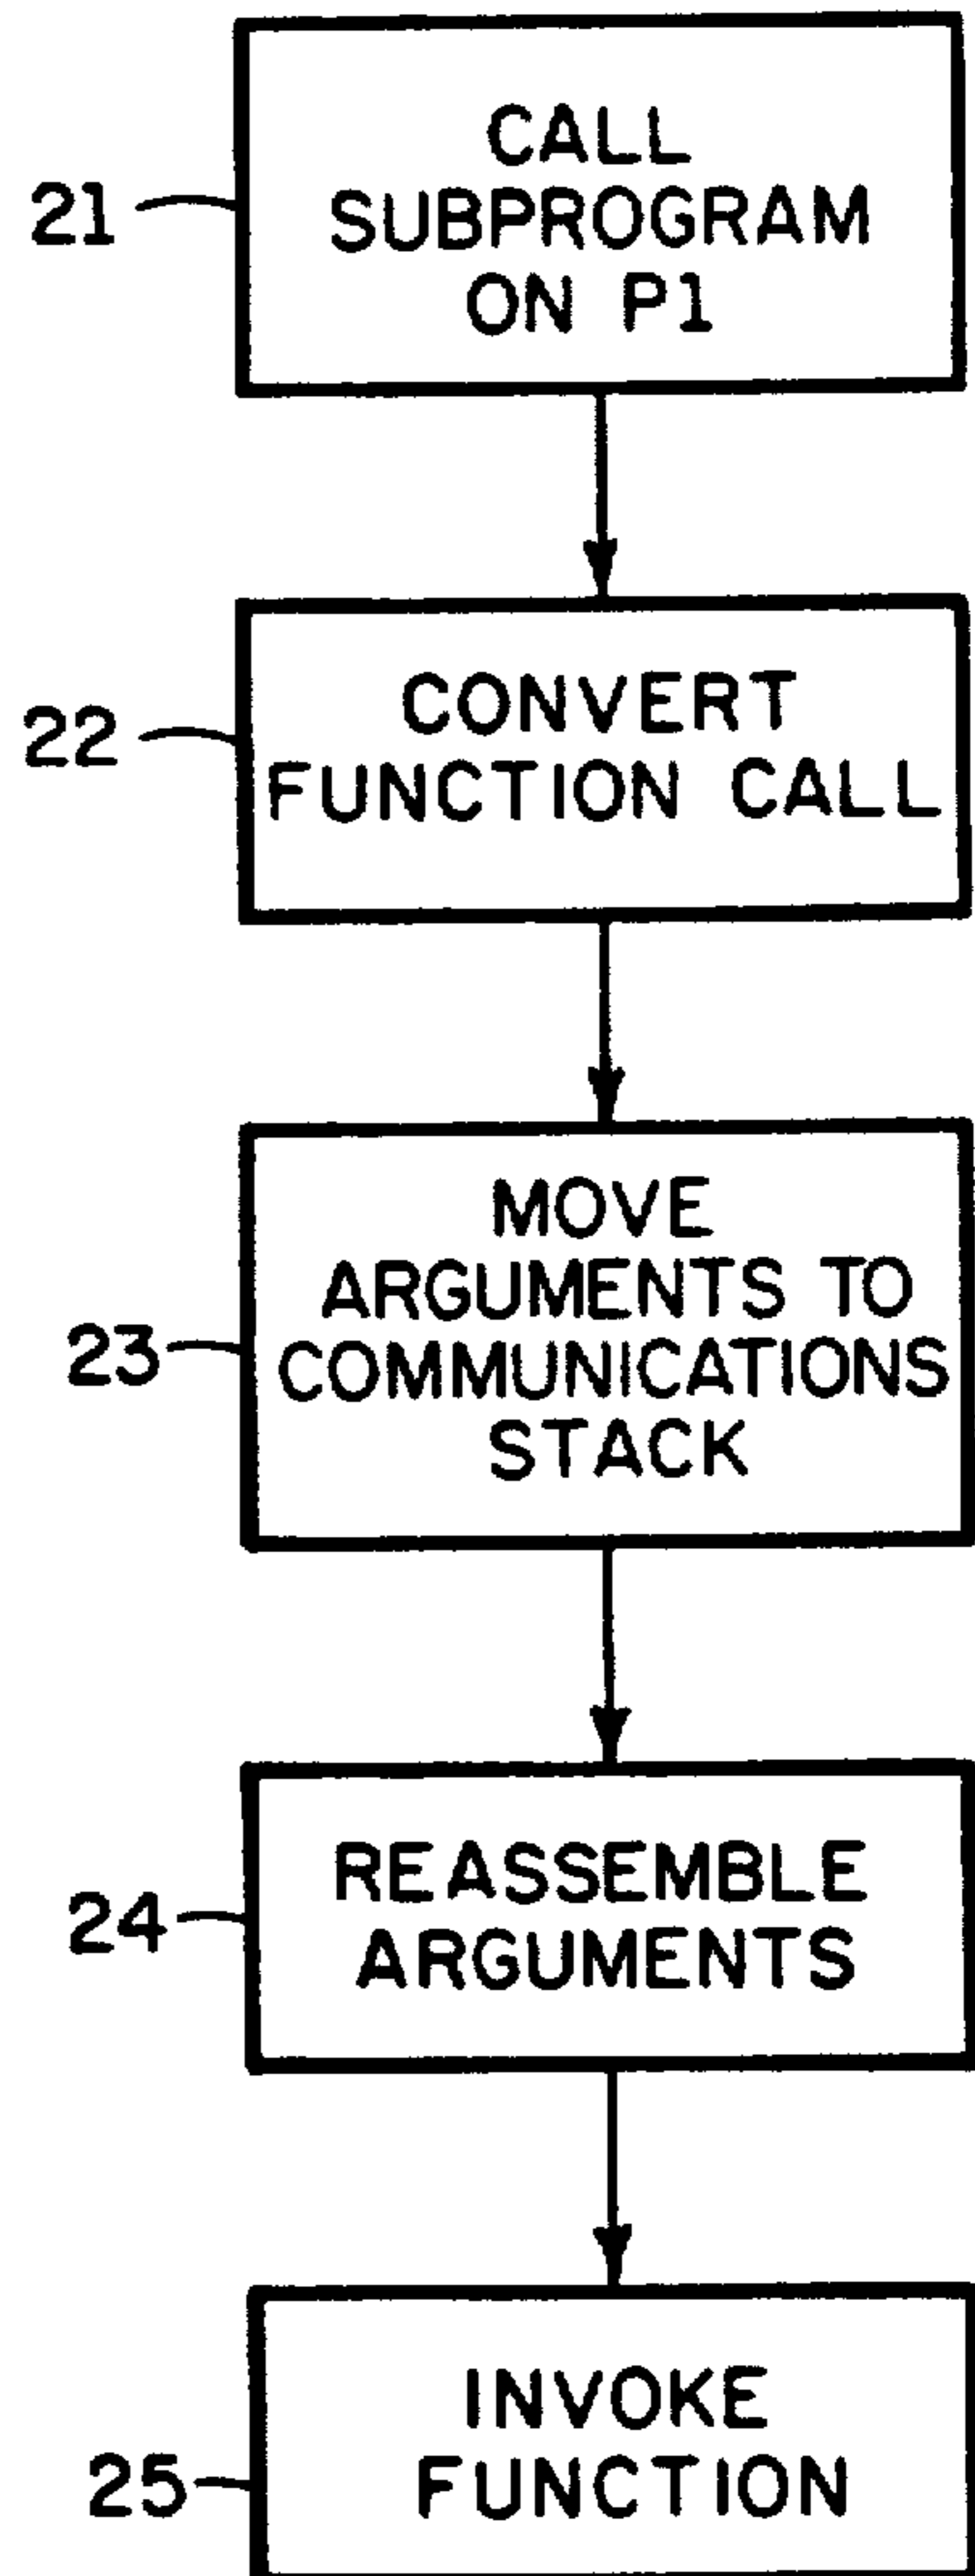 21
CALL
SUBPROGRAM
ON P1
22
CONVERT
FUNCTION CALL
23
MOVE
ARGUMENTS TO
COMMUNICATIONS
STACK
24
REASSEMBLE
ARGUMENTS
25
INVOKE
FUNCTION